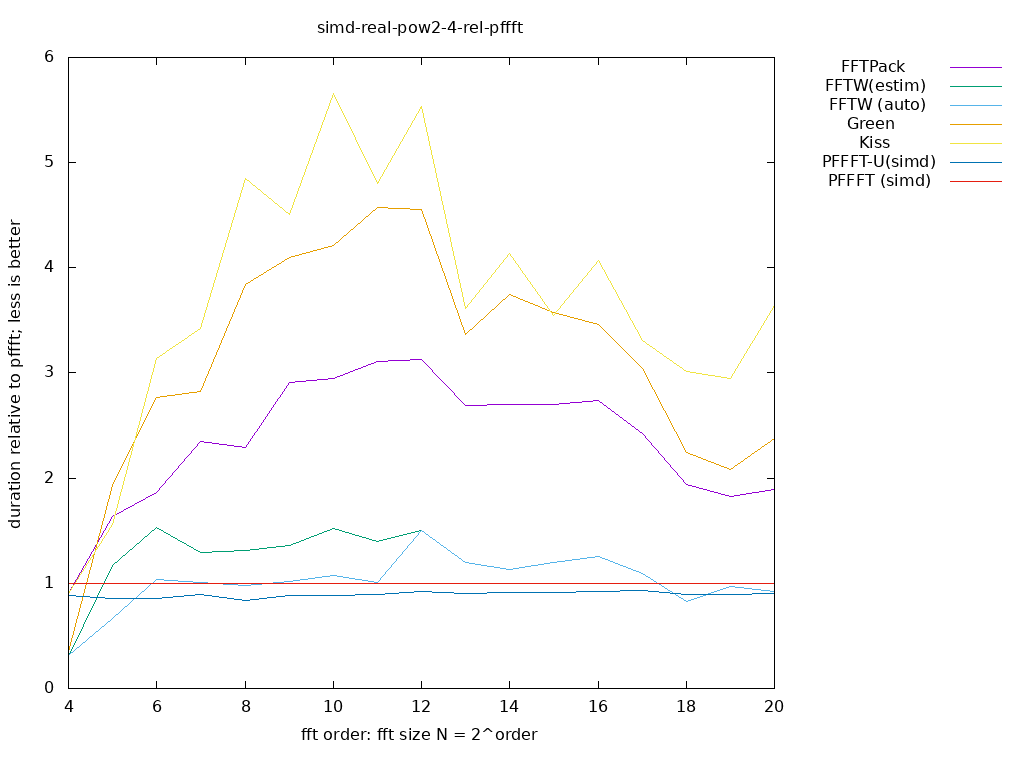 simd-real-pow2-4-rel-pffft
6
5
4
3
2
1
0
duration relative to pffft; less is better
4 6 8 10 12 14 16 18 20
fft order: fft size N = 2^order
FFTPack
FFTW(estim)
FFTW (auto)
Green
Kiss
PFFFT-U(simd)
PFFFT (simd)